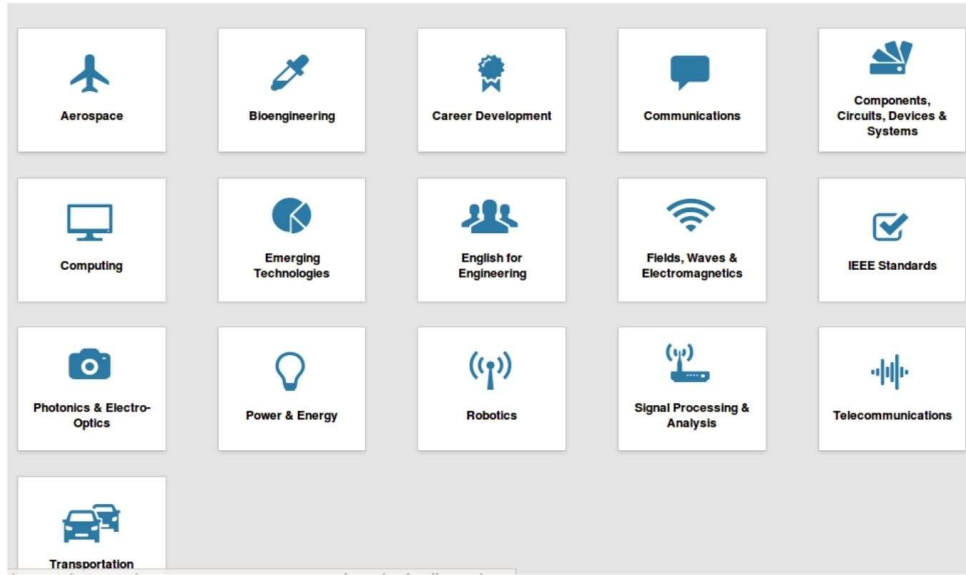 Aerospace
Bioengineering
Career Development
Communications
Components,
Circuits, Devices &
Systems
Computing
Emerging
Technologies
English for
Engineering
Fields, Waves &
Electromagnetics
IEEE Standards
Photonics & Electro-
Optics
Power & Energy
Robotics
Signal Processing &
Analysis
Telecommunications
Transportation